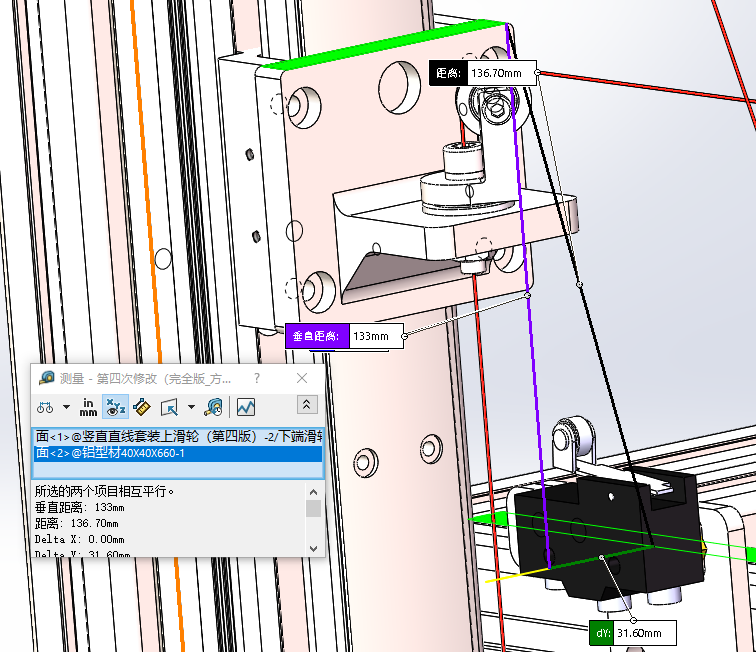 距离: 136.70mm
垂直距离: 133mm
测量 - 第四次修改（完全版_方...
?
in
mm
XYZ
面<1>@竖直直线套装上滑轮（第四版）-2/下端滑轮
面<2>@铝型材40X40X660-1
所选的两个项目相互平行。
垂直距离: 133mm
距离: 136.70mm
Delta X: 0.00mm
Delta Y: 31.60mm
dY: 31.60mm